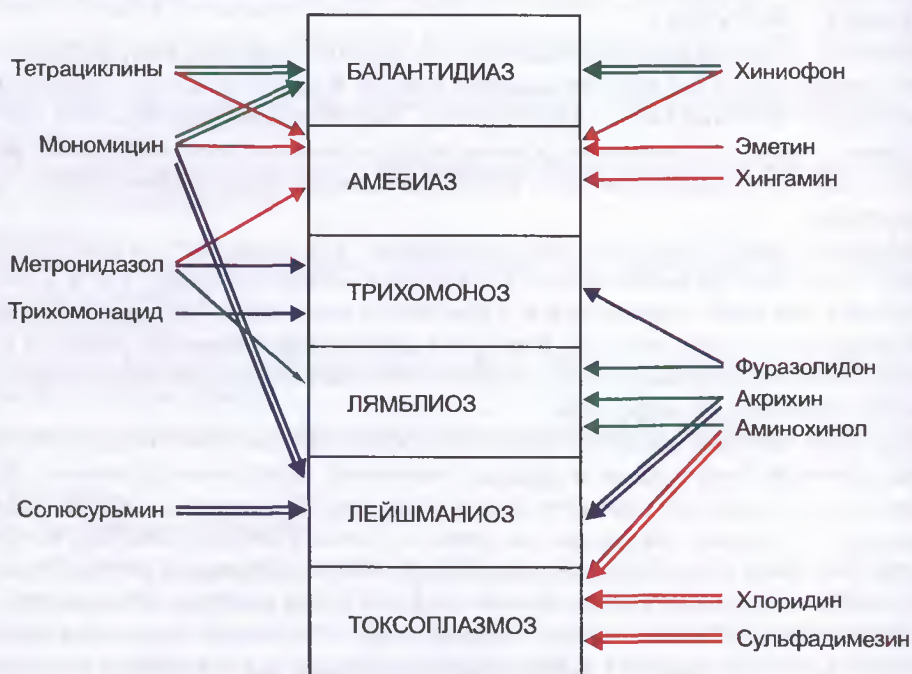 БАЛАНТИДИАЗ
АМЕБИАЗ
ТРИХОМОНОЗ
ЛЯМБЛИОЗ
ЛЕЙШМАНИОЗ
ТОКСОПЛАЗМОЗ
Тетрациклины
Мономицин
Метронидазол
Трихомонацид
Солюсурьмин
Хиниофон
Эметин
Хингамин
Фуразолидон
Акрихин
Аминохинол
Хлоридин
Сульфадимезин